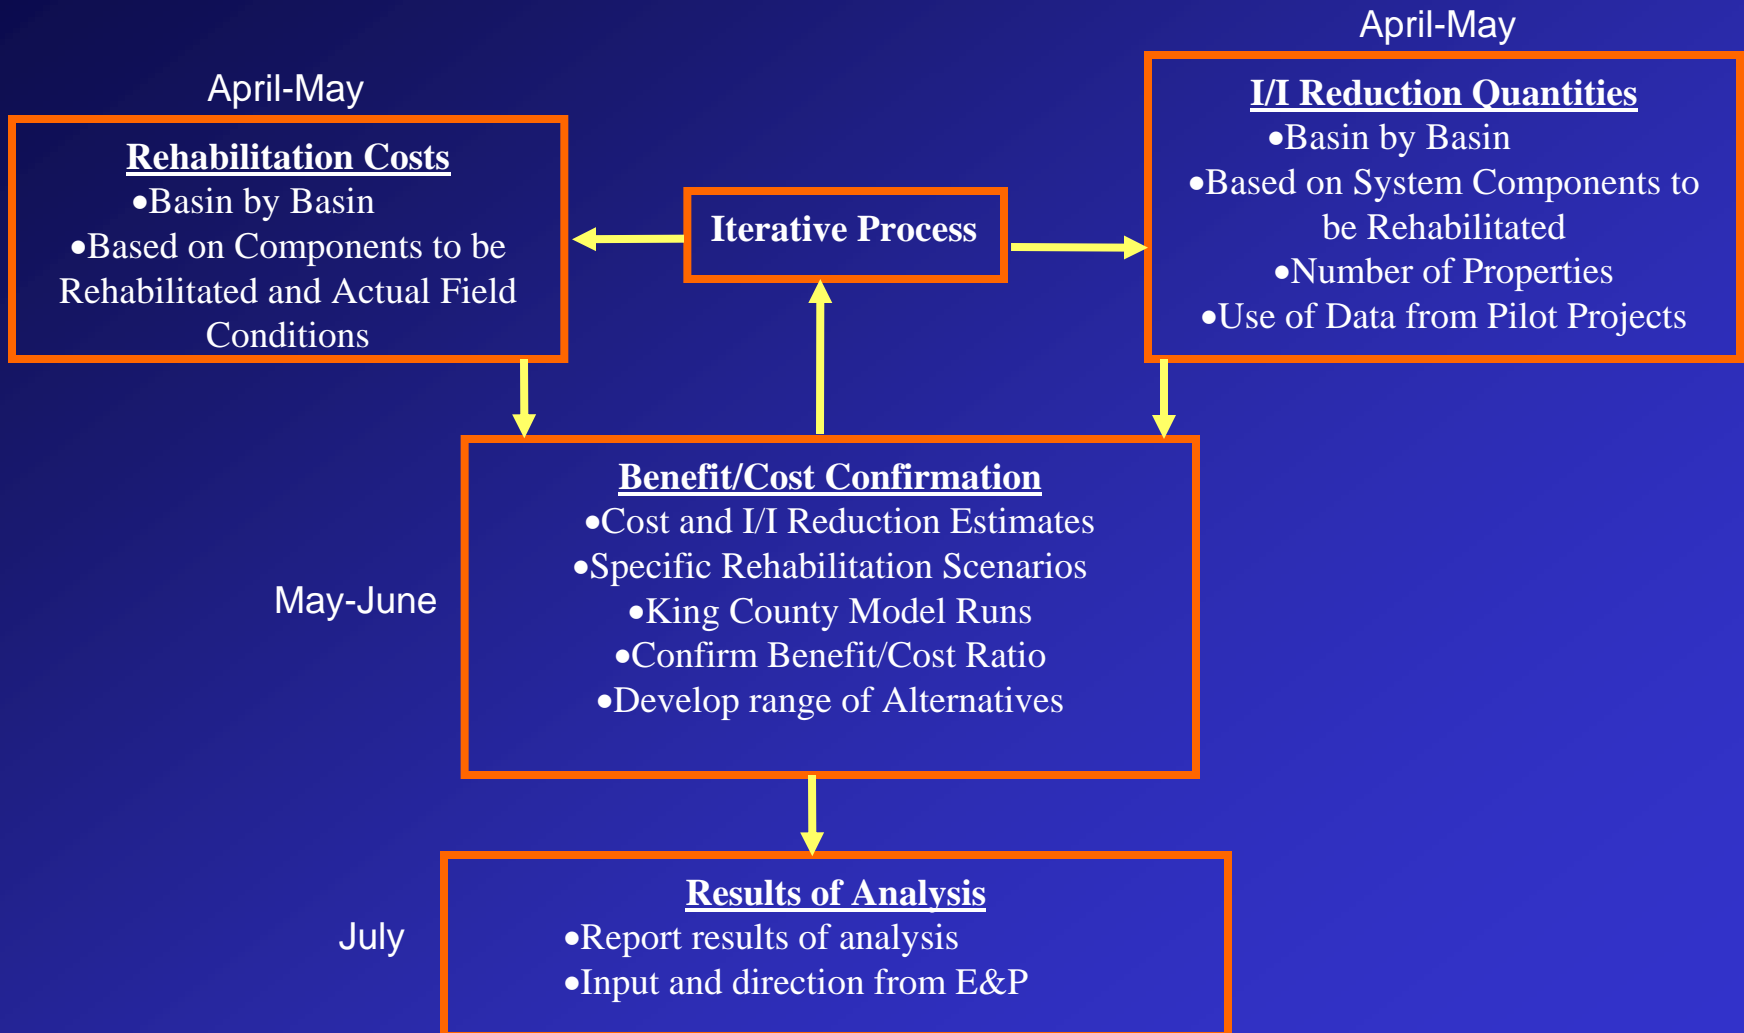 April-May
Rehabilitation Costs
•Basin by Basin
•Based on Components to be
Rehabilitated and Actual Field
Conditions
Iterative Process
April-May
I/I Reduction Quantities
•Basin by Basin
•Based on System Components to
be Rehabilitated
•Number of Properties
•Use of Data from Pilot Projects
May-June
Benefit/Cost Confirmation
•Cost and I/I Reduction Estimates
•Specific Rehabilitation Scenarios
•King County Model Runs
•Confirm Benefit/Cost Ratio
•Develop range of Alternatives
July
Results of Analysis
•Report results of analysis
•Input and direction from E&P